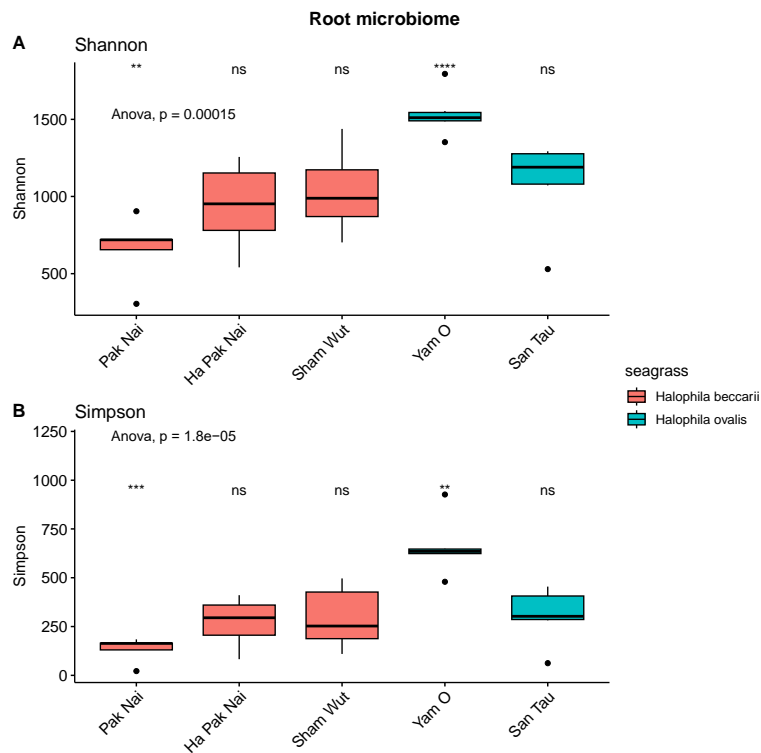 Root microbiome
A
Shannon
** ns ns **** ns
Anova, p = 0.00015
Shannon
1500
1000
500
Pak Nai
Ha Pak Nai
Sham Wut
Yam O
San Tau
seagrass
Halophila beccarii
Halophila ovalis
B
Simpson
Anova, p = 1.8e−05
*** ns ns ** ns
Simpson
1250
1000
750
500
250
0
Pak Nai
Ha Pak Nai
Sham Wut
Yam O
San Tau